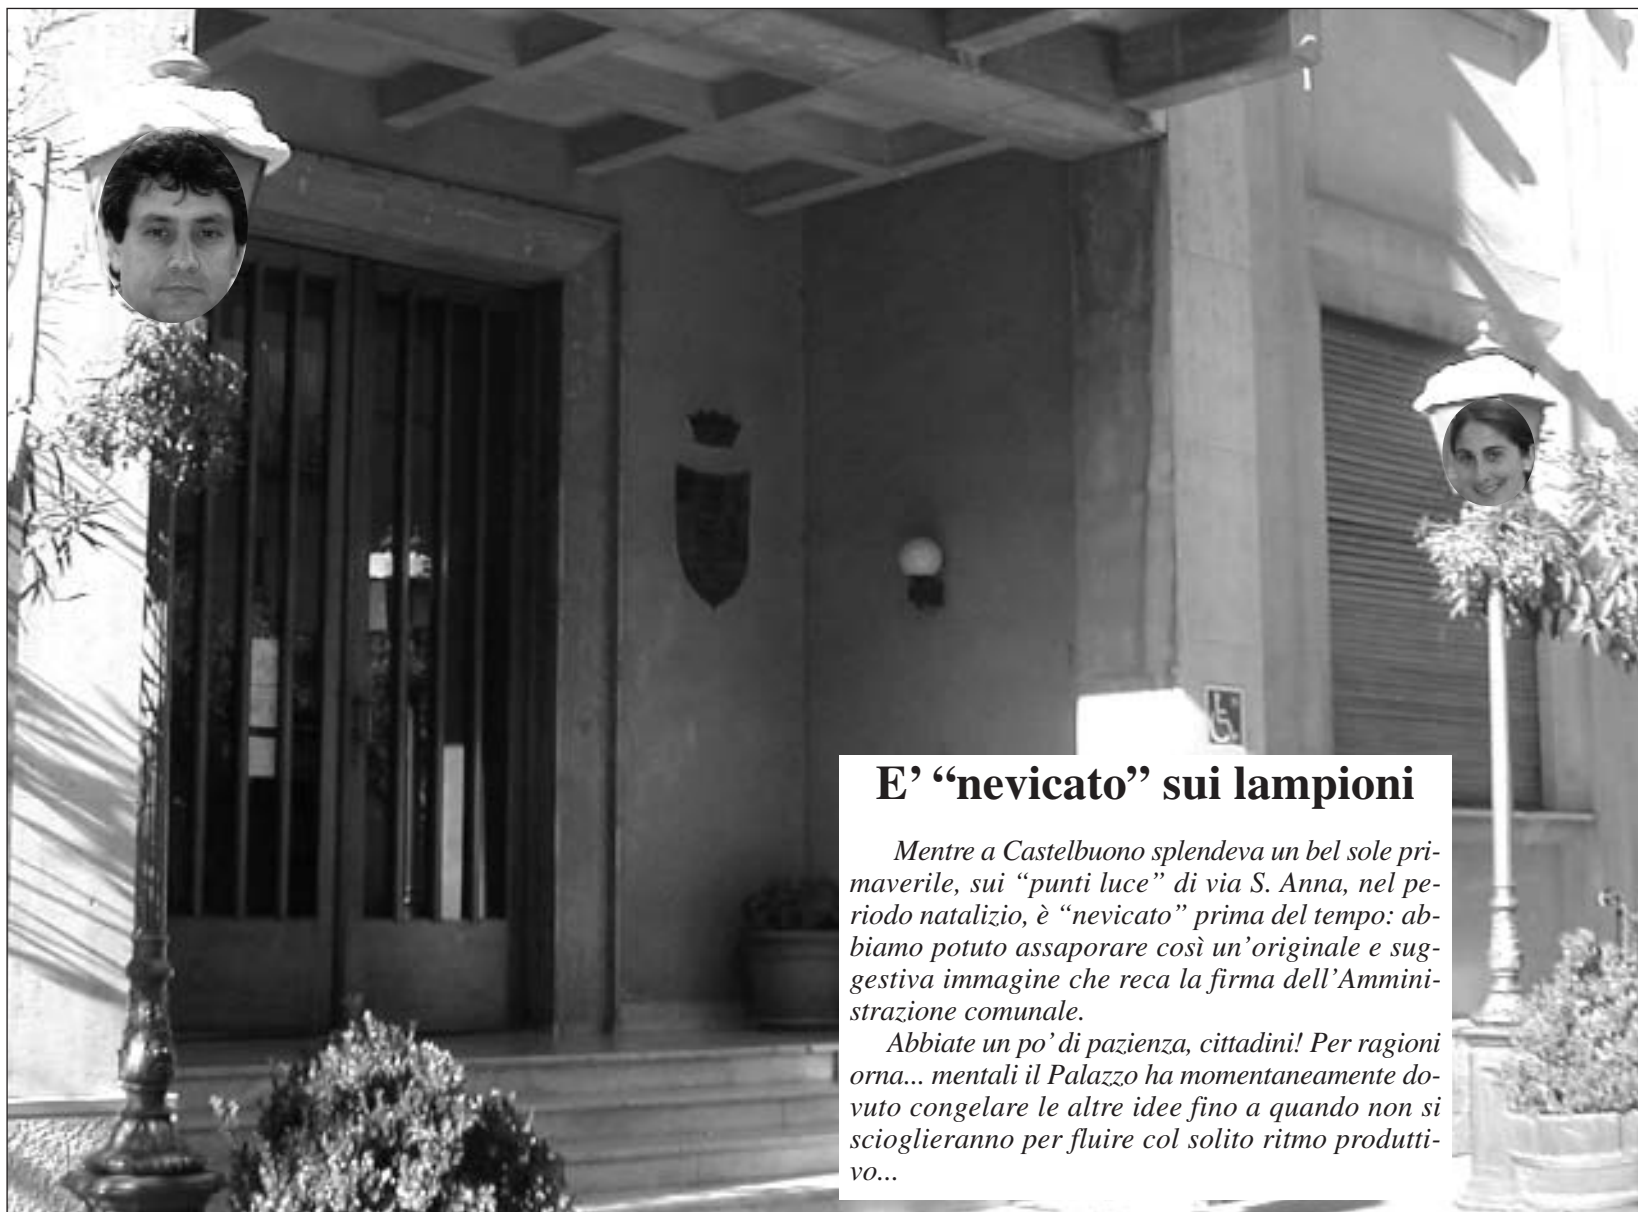 E' “nevicato” sui lampioni
Mentre a Castelbuono splendeva un bel sole pri-
maverile, sui “punti luce” di via S. Anna, nel pe-
riodo natalizio, è “nevicato” prima del tempo: ab-
biamo potuto assaporare così un'originale e sug-
gestiva immagine che reca la firma dell'Ammini-
strazione comunale.
Abbiate un po' di pazienza, cittadini! Per ragioni
orna... mentali il Palazzo ha momentaneamente do-
vuto congelare le altre idee fino a quando non si
scioglieranno per fluire col solito ritmo produtti-
vo...